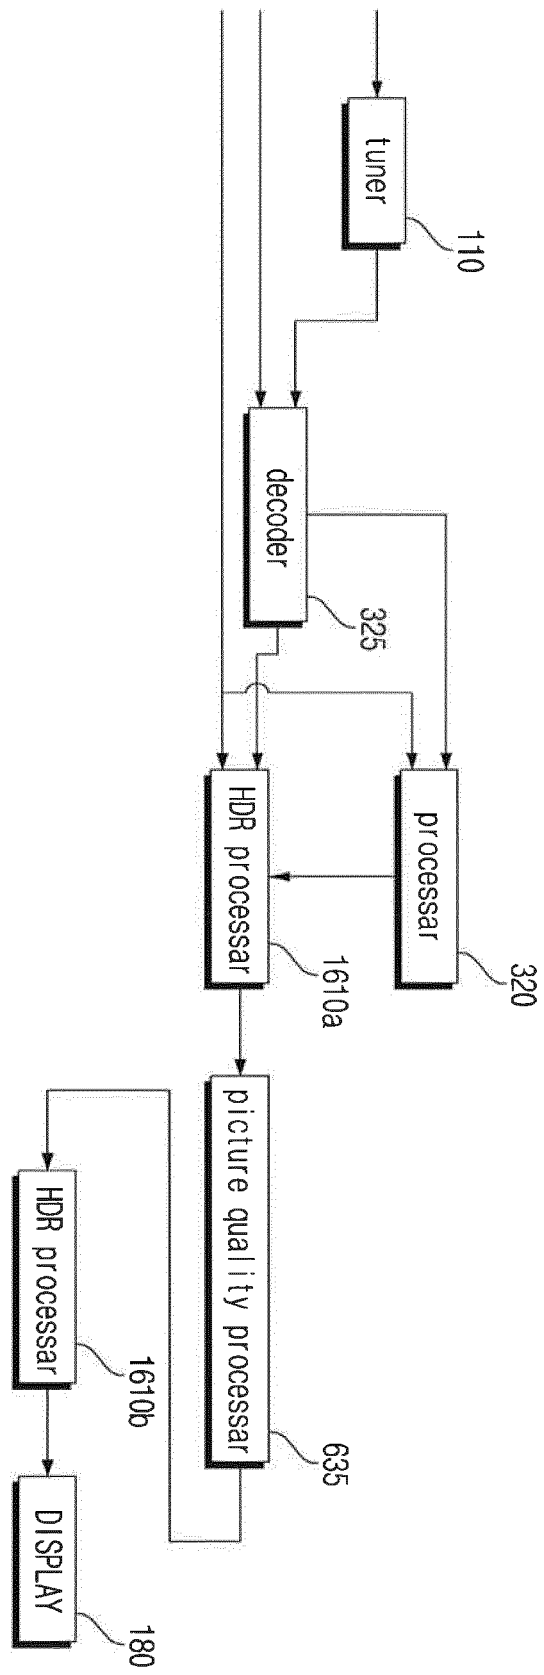 tuner
110
decoder
325
processar
320
HDR processar
1610a
picture quality processar
635
HDR processar
1610b
DISPLAY
180